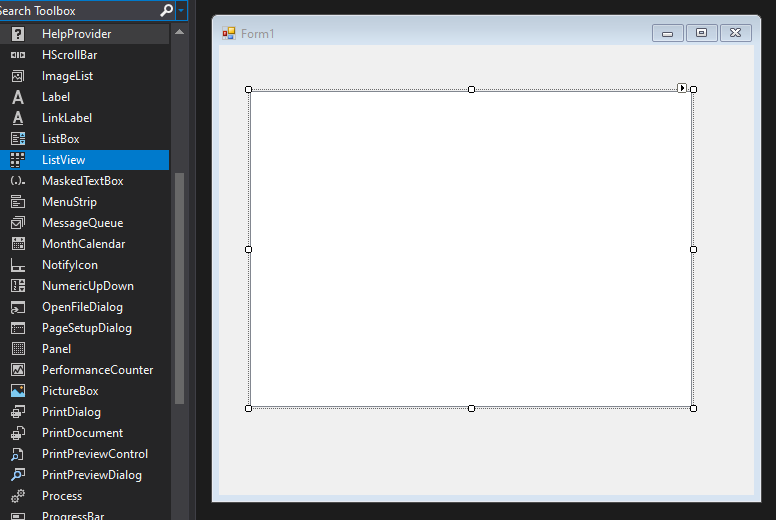 Search Toolbox
HelpProvider
HScrollBar
ImageList
Label
LinkLabel
ListBox
ListView
MaskedTextBox
MenuStrip
MessageQueue
MonthCalendar
NotifyIcon
NumericUpDown
OpenFileDialog
PageSetupDialog
Panel
PerformanceCounter
PictureBox
PrintDialog
PrintDocument
PrintPreviewControl
PrintPreviewDialog
Process
ProgressBar
Form1